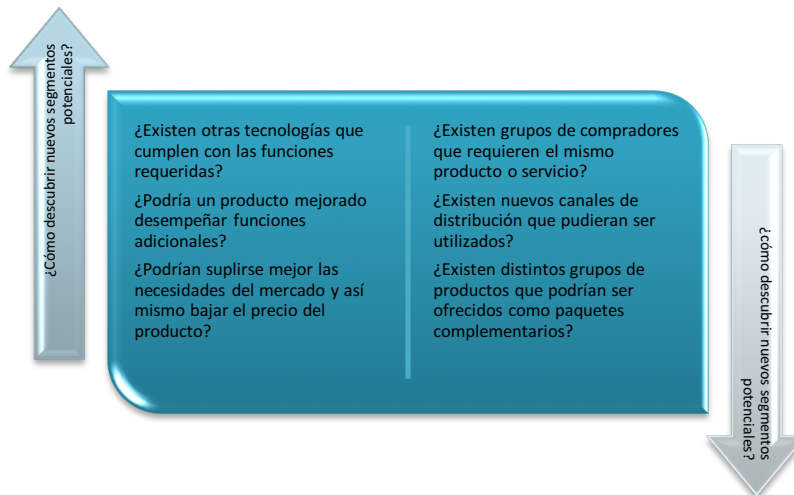 ¿Cómo descubrir nuevos segmentos
potenciales?
¿Existen otras tecnologías que
cumplen con las funciones
requeridas?
¿Podría un producto mejorado
desempeñar funciones
adicionales?
¿Podrían suplirse mejor las
necesidades del mercado y así
mismo bajar el precio del
producto?
¿Existen grupos de compradores
que requieren el mismo
producto o servicio?
¿Existen nuevos canales de
distribución que pudieran ser
utilizados?
¿Existen distintos grupos de
productos que podrían ser
ofrecidos como paquetes
complementarios?
¿cómo descubrir nuevos segmentos
potenciales?